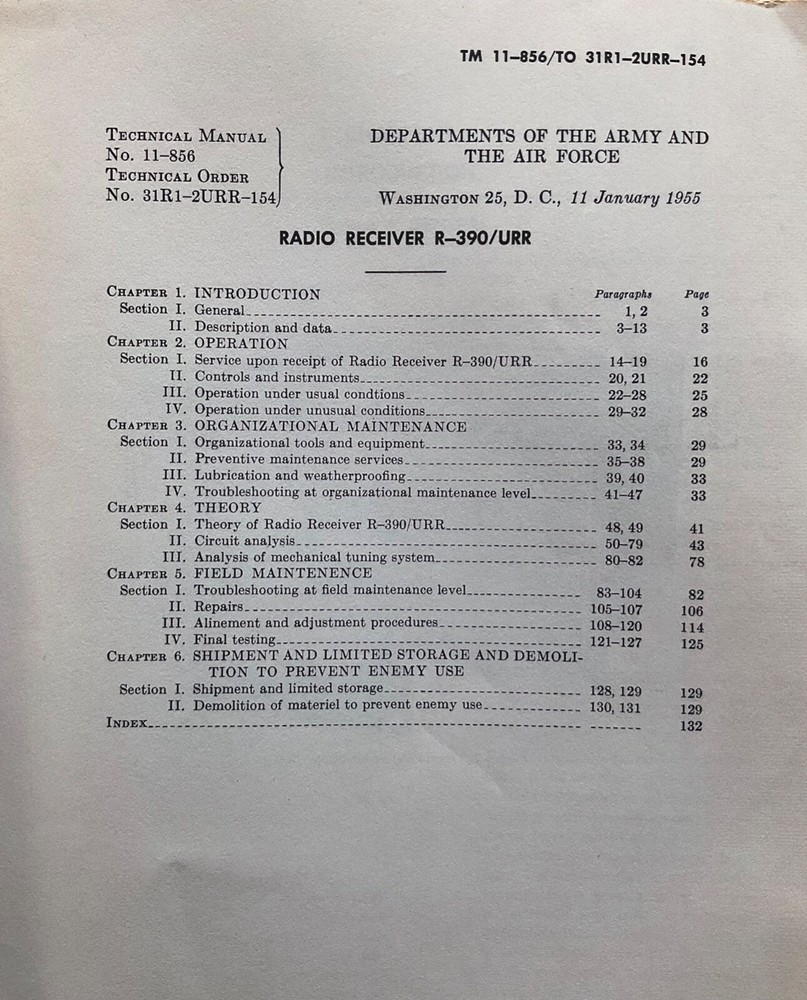 TM 11–856/TO 31R1–2URR–154
TECHNICAL MANUAL
No. 11–856
TECHNICAL ORDER
No. 31R1–2URR–154
DEPARTMENTS OF THE ARMY AND
THE AIR FORCE
WASHINGTON 25, D. C., 11 January 1955
RADIO RECEIVER R–390/URR
CHAPTER 1. INTRODUCTION Paragraphs Page
Section I. General 1, 2 3
II. Description and data 3–13 3
CHAPTER 2. OPERATION
Section I. Service upon receipt of Radio Receiver R–390/URR 14–19 16
II. Controls and instruments 20, 21 22
III. Operation under usual condtions 22–28 25
IV. Operation under unusual conditions 29–32 28
CHAPTER 3. ORGANIZATIONAL MAINTENANCE
Section I. Organizational tools and equipment 33, 34 29
II. Preventive maintenance services 35–38 29
III. Lubrication and weatherproofing 39, 40 33
IV. Troubleshooting at organizational maintenance level 41–47 33
CHAPTER 4. THEORY
Section I. Theory of Radio Receiver R–390/URR 48, 49 41
II. Circuit analysis 50–79 43
III. Analysis of mechanical tuning system 80–82 78
CHAPTER 5. FIELD MAINTENENCE
Section I. Troubleshooting at field maintenance level 83–104 82
II. Repairs 105–107 106
III. Alinement and adjustment procedures 108–120 114
IV. Final testing 121–127 125
CHAPTER 6. SHIPMENT AND LIMITED STORAGE AND DEMOLI-
TION TO PREVENT ENEMY USE
Section I. Shipment and limited storage 128, 129 129
II. Demolition of materiel to prevent enemy use 130, 131 129
INDEX 132